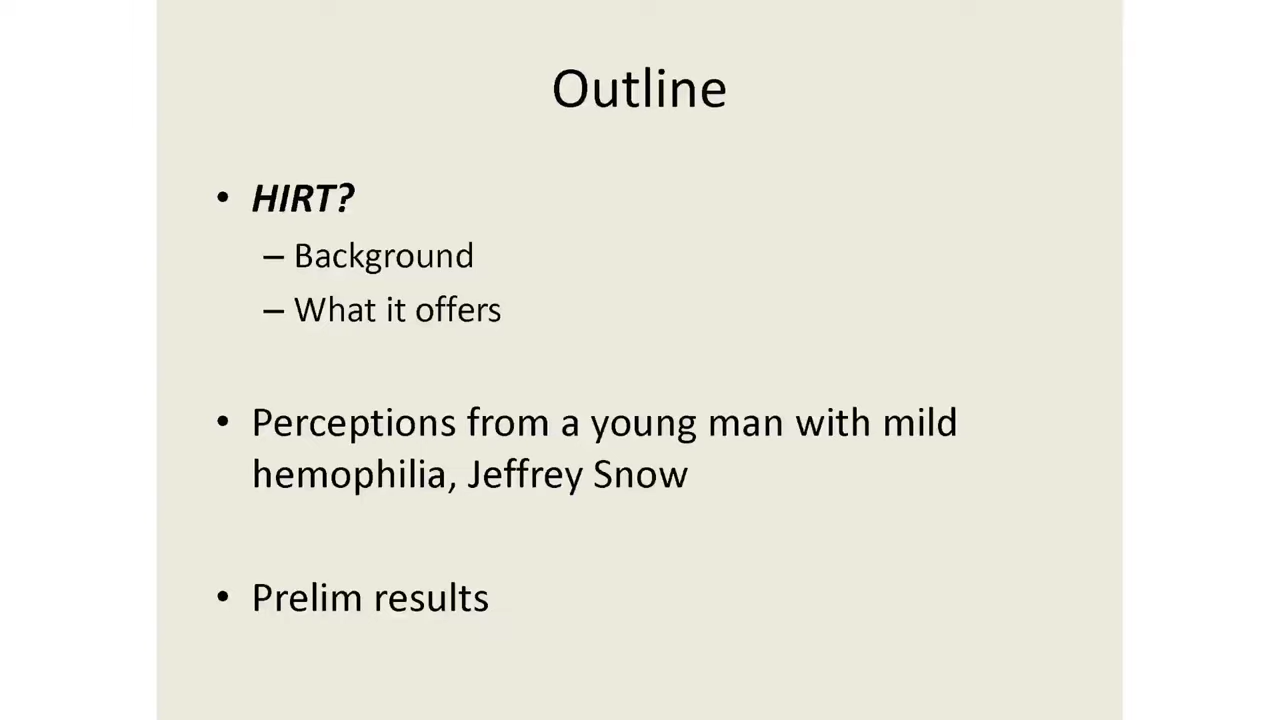 Outline
• HIRT?
– Background
– What it offers
• Perceptions from a young man with mild
hemophilia, Jeffrey Snow
• Prelim results